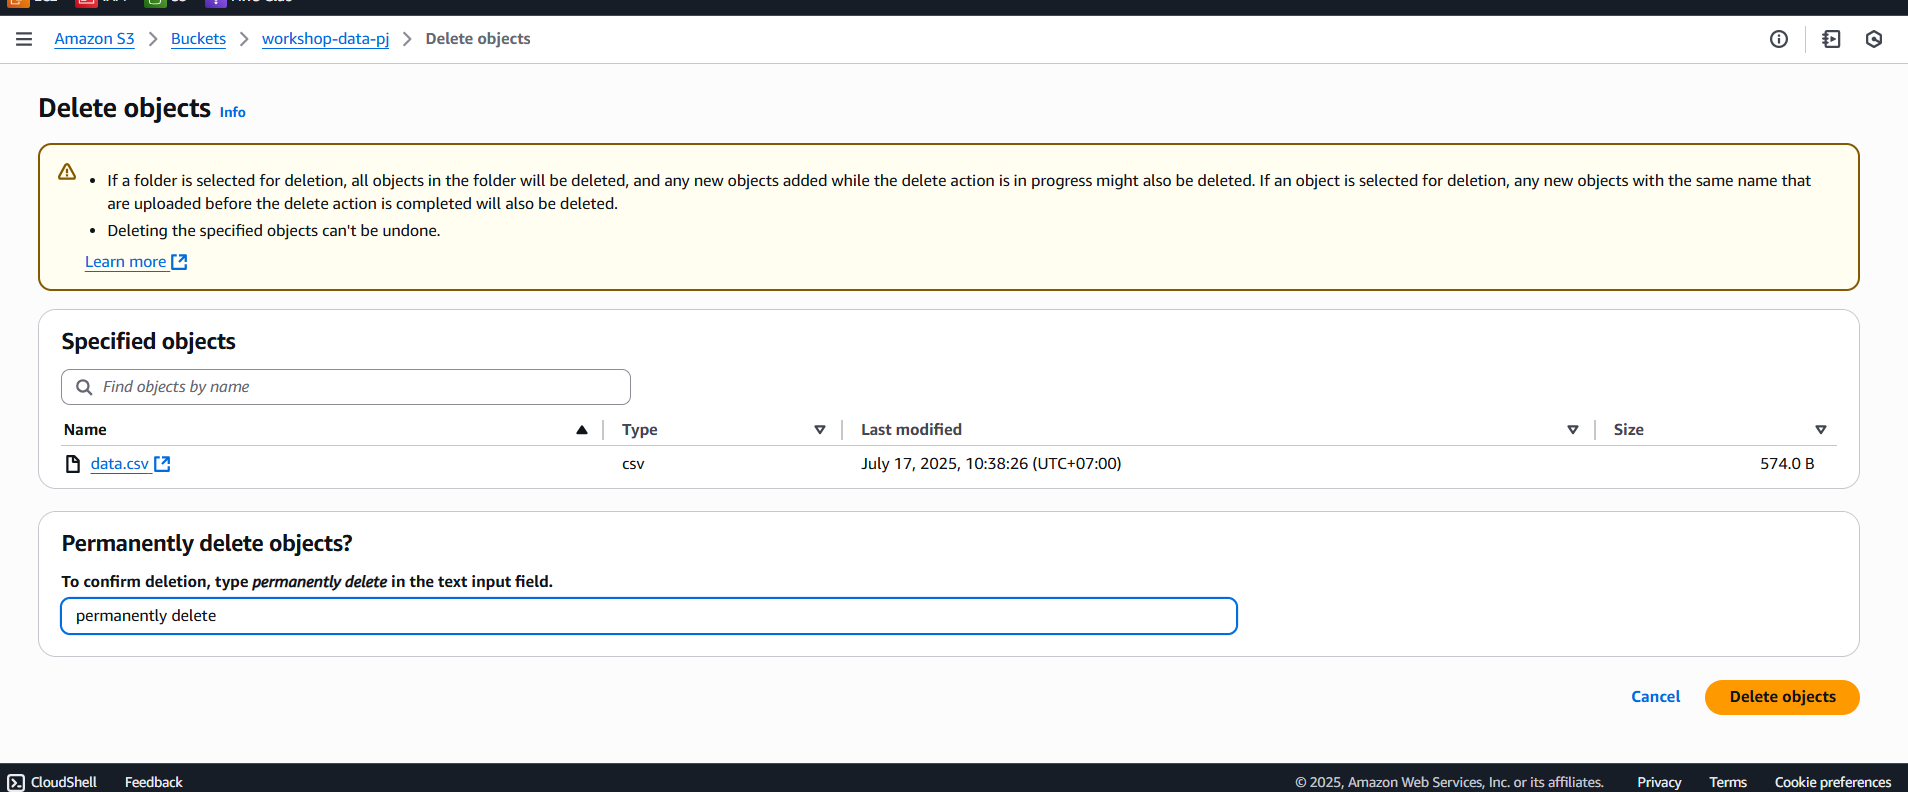 Amazon S3 > Buckets > workshop-data-pj > Delete objects
Delete objects Info
• If a folder is selected for deletion, all objects in the folder will be deleted, and any new objects added while the delete action is in progress might also be deleted. If an object is selected for deletion, any new objects with the same name that
are uploaded before the delete action is completed will also be deleted.
• Deleting the specified objects can't be undone.
Learn more
Specified objects
Find objects by name
Name Type Last modified Size
data.csv csv July 17, 2025, 10:38:26 (UTC+07:00) 574.0 B
Permanently delete objects?
To confirm deletion, type permanently delete in the text input field.
permanently delete
Cancel Delete objects
CloudShell Feedback © 2025, Amazon Web Services, Inc. or its affiliates. Privacy Terms Cookie preferences